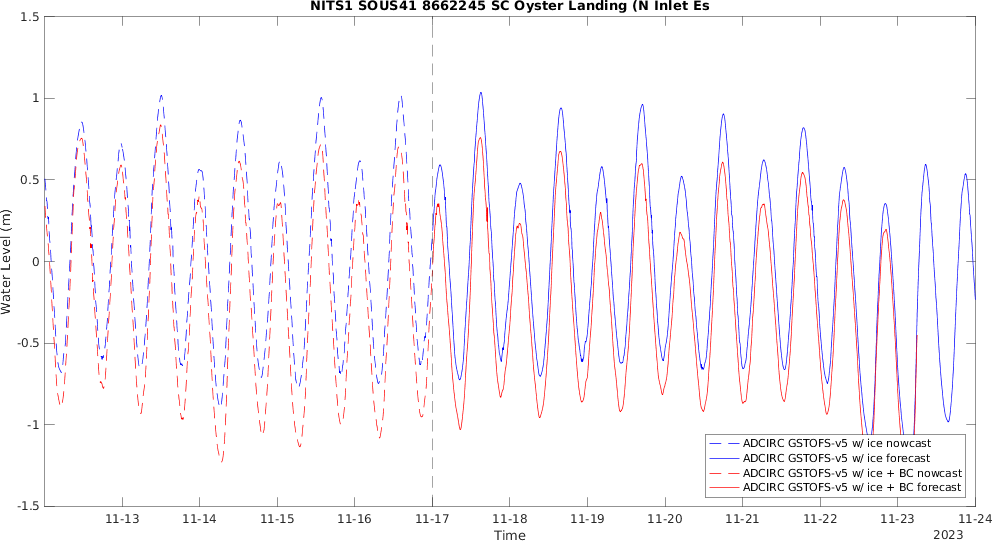 NITS1 SOUS41 8662245 SC Oyster Landing (N Inlet Es
1.5
1
0.5
0
-0.5
-1
-1.5
Water Level (m)
ADCIRC GSTOFS-v5 w/ ice nowcast
ADCIRC GSTOFS-v5 w/ ice forecast
ADCIRC GSTOFS-v5 w/ ice + BC nowcast
ADCIRC GSTOFS-v5 w/ ice + BC forecast
11-13 11-14 11-15 11-16 11-17 11-18 11-19 11-20 11-21 11-22 11-23 11-24
Time
2023